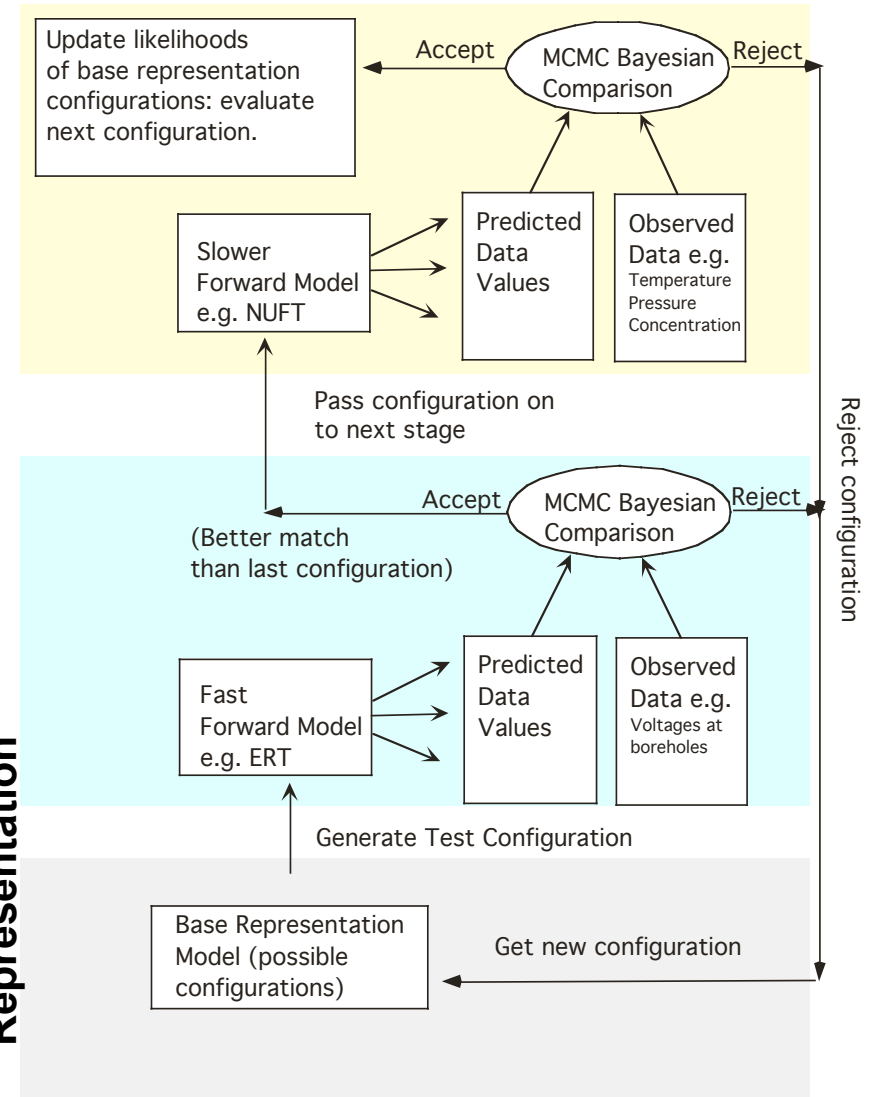 Update likelihoods
of base representation
configurations: evaluate
next configuration.
Accept
MCMC Bayesian
Comparison
Reject
Slower
Forward Model
e.g. NUFT
Predicted
Data
Values
Observed
Data e.g.
Temperature
Pressure
Concentration
Pass configuration on
to next stage
Reject configuration
Accept
MCMC Bayesian
Comparison
Reject
(Better match
than last configuration)
Fast
Forward Model
e.g. ERT
Predicted
Data
Values
Observed
Data e.g.
Voltages at
boreholes
Generate Test Configuration
Representation
Base Representation
Model (possible
configurations)
Get new configuration